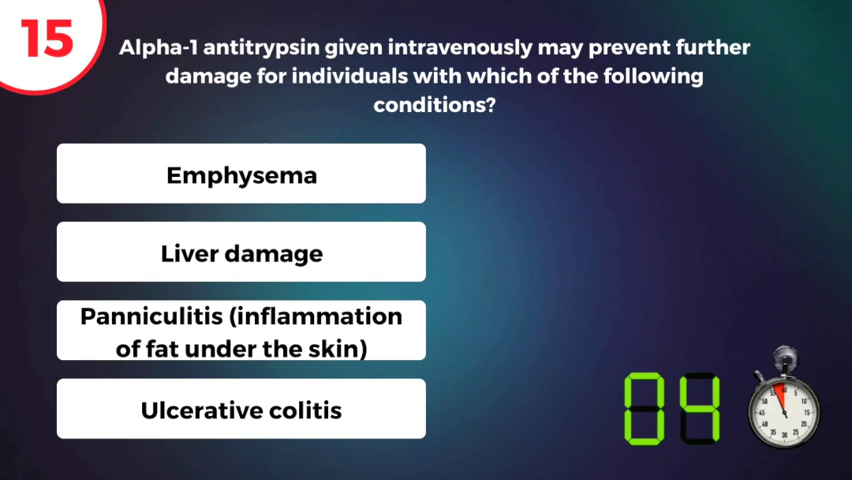 15
Alpha-1 antitrypsin given intravenously may prevent further
damage for individuals with which of the following
conditions?
Emphysema
Liver damage
Panniculitis (inflammation
of fat under the skin)
Ulcerative colitis
04